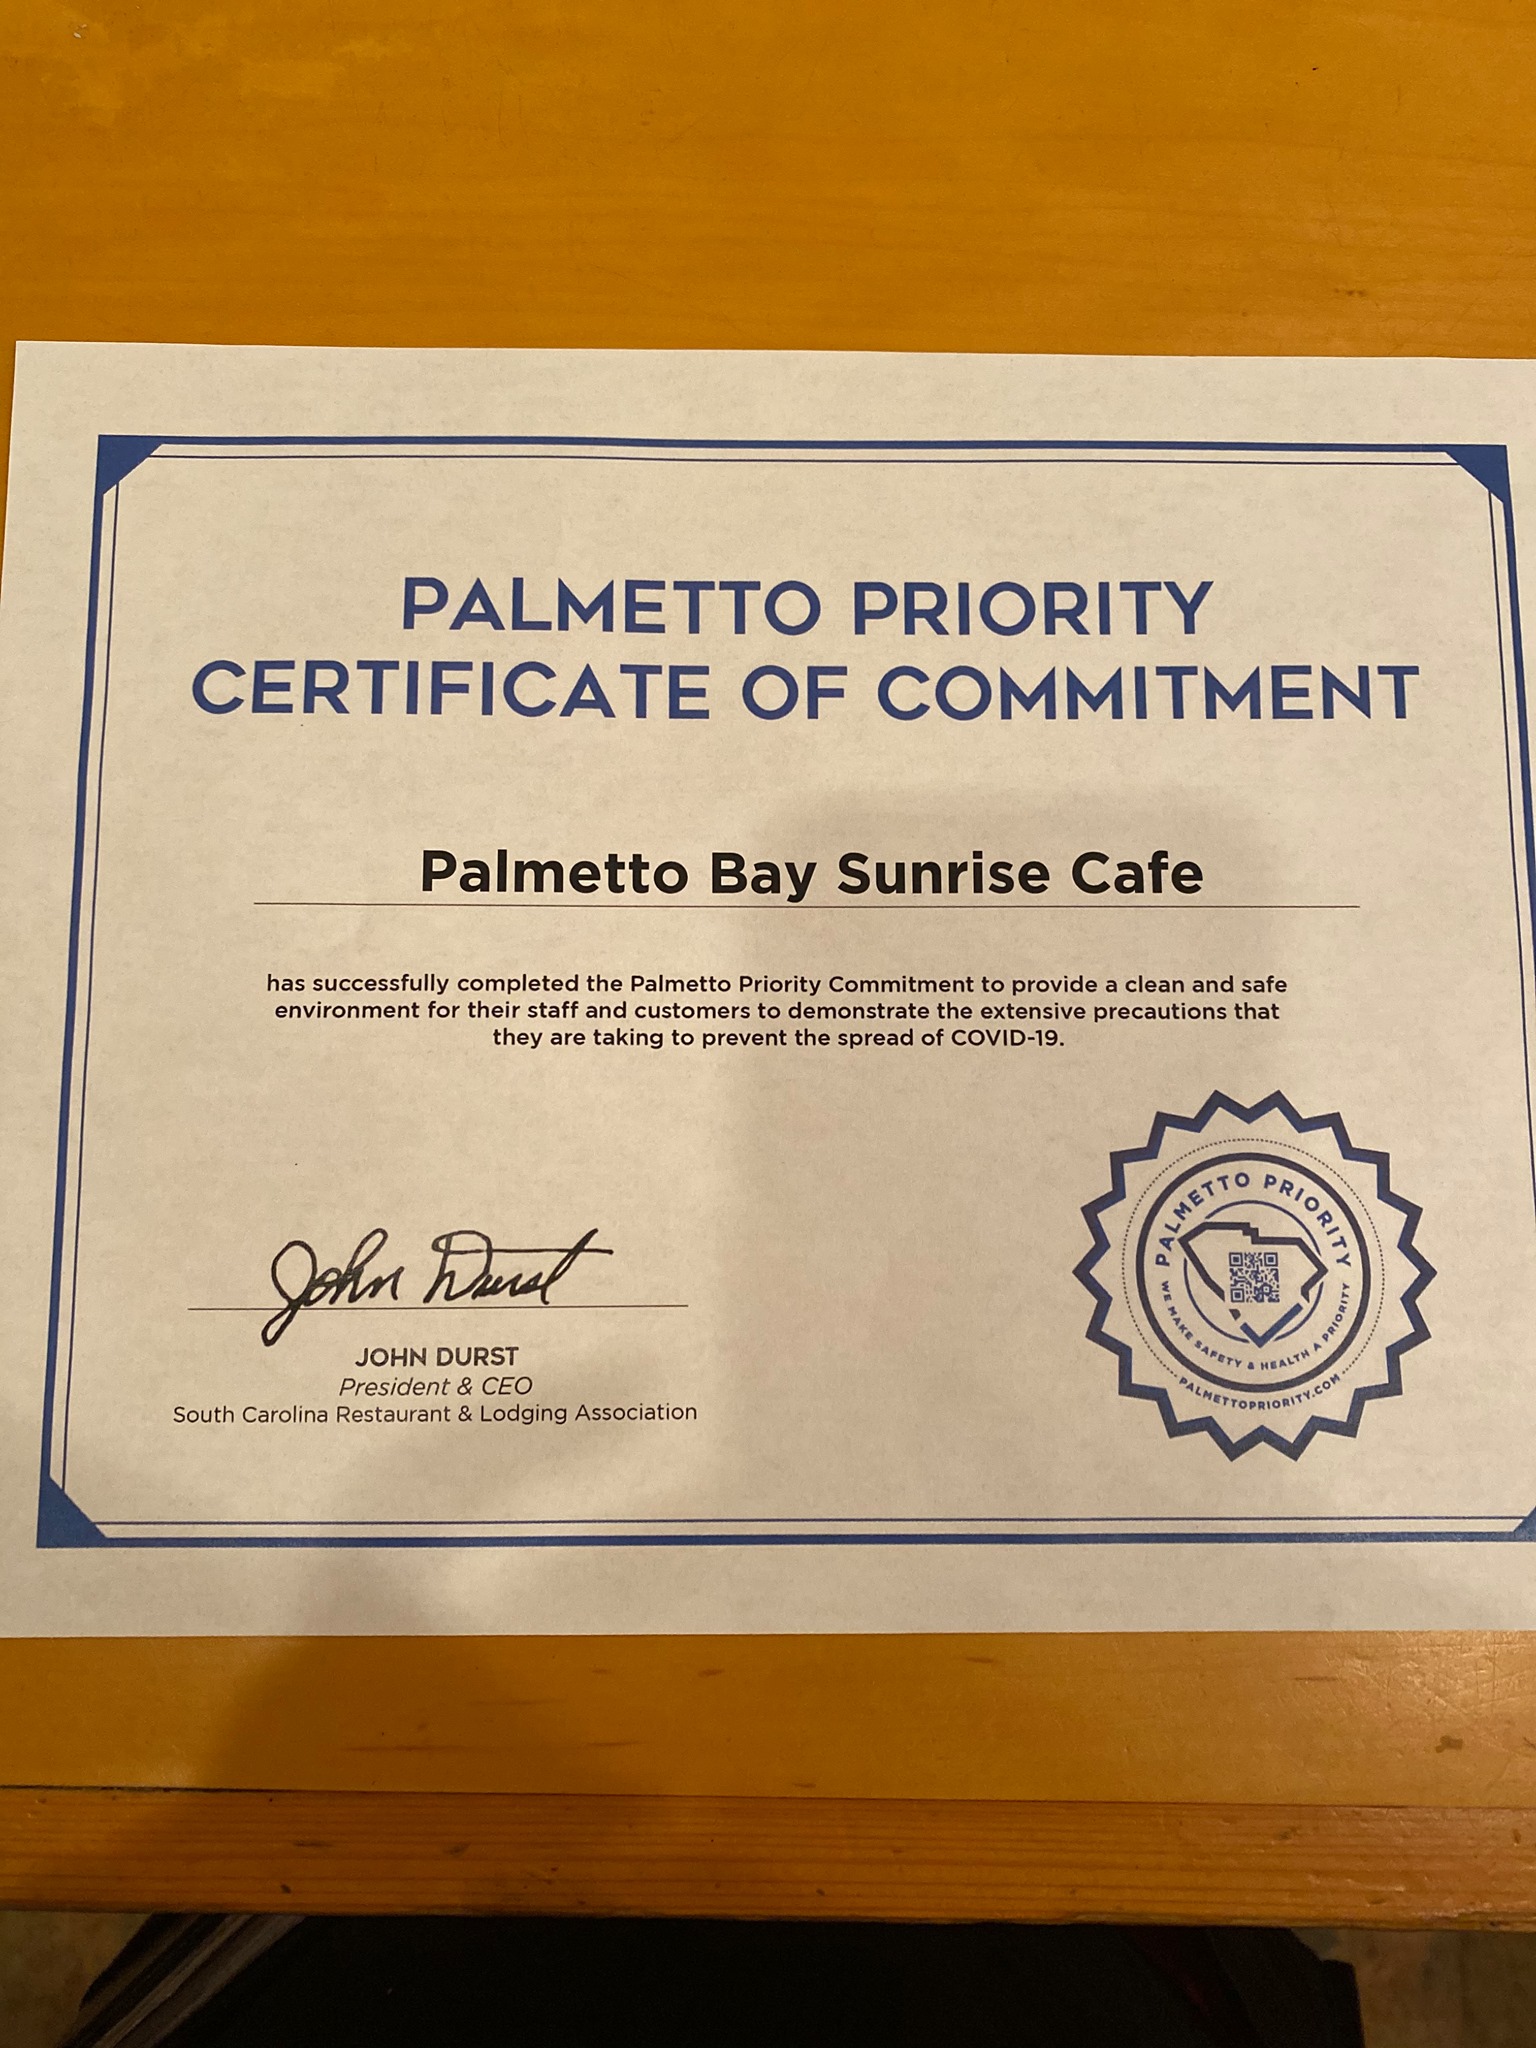 PALMETTO PRIORITY
CERTIFICATE OF COMMITMENT
Palmetto Bay Sunrise Cafe
has successfully completed the Palmetto Priority Commitment to provide a clean and safe
environment for their staff and customers to demonstrate the extensive precautions that
they are taking to prevent the spread of COVID-19.
John Durst
JOHN DURST
President & CEO
South Carolina Restaurant & Lodging Association
PALMETTO PRIORITY
WE MAKE SAFETY & HEALTH A PRIORITY
PALMETTOPRIORITY.COM